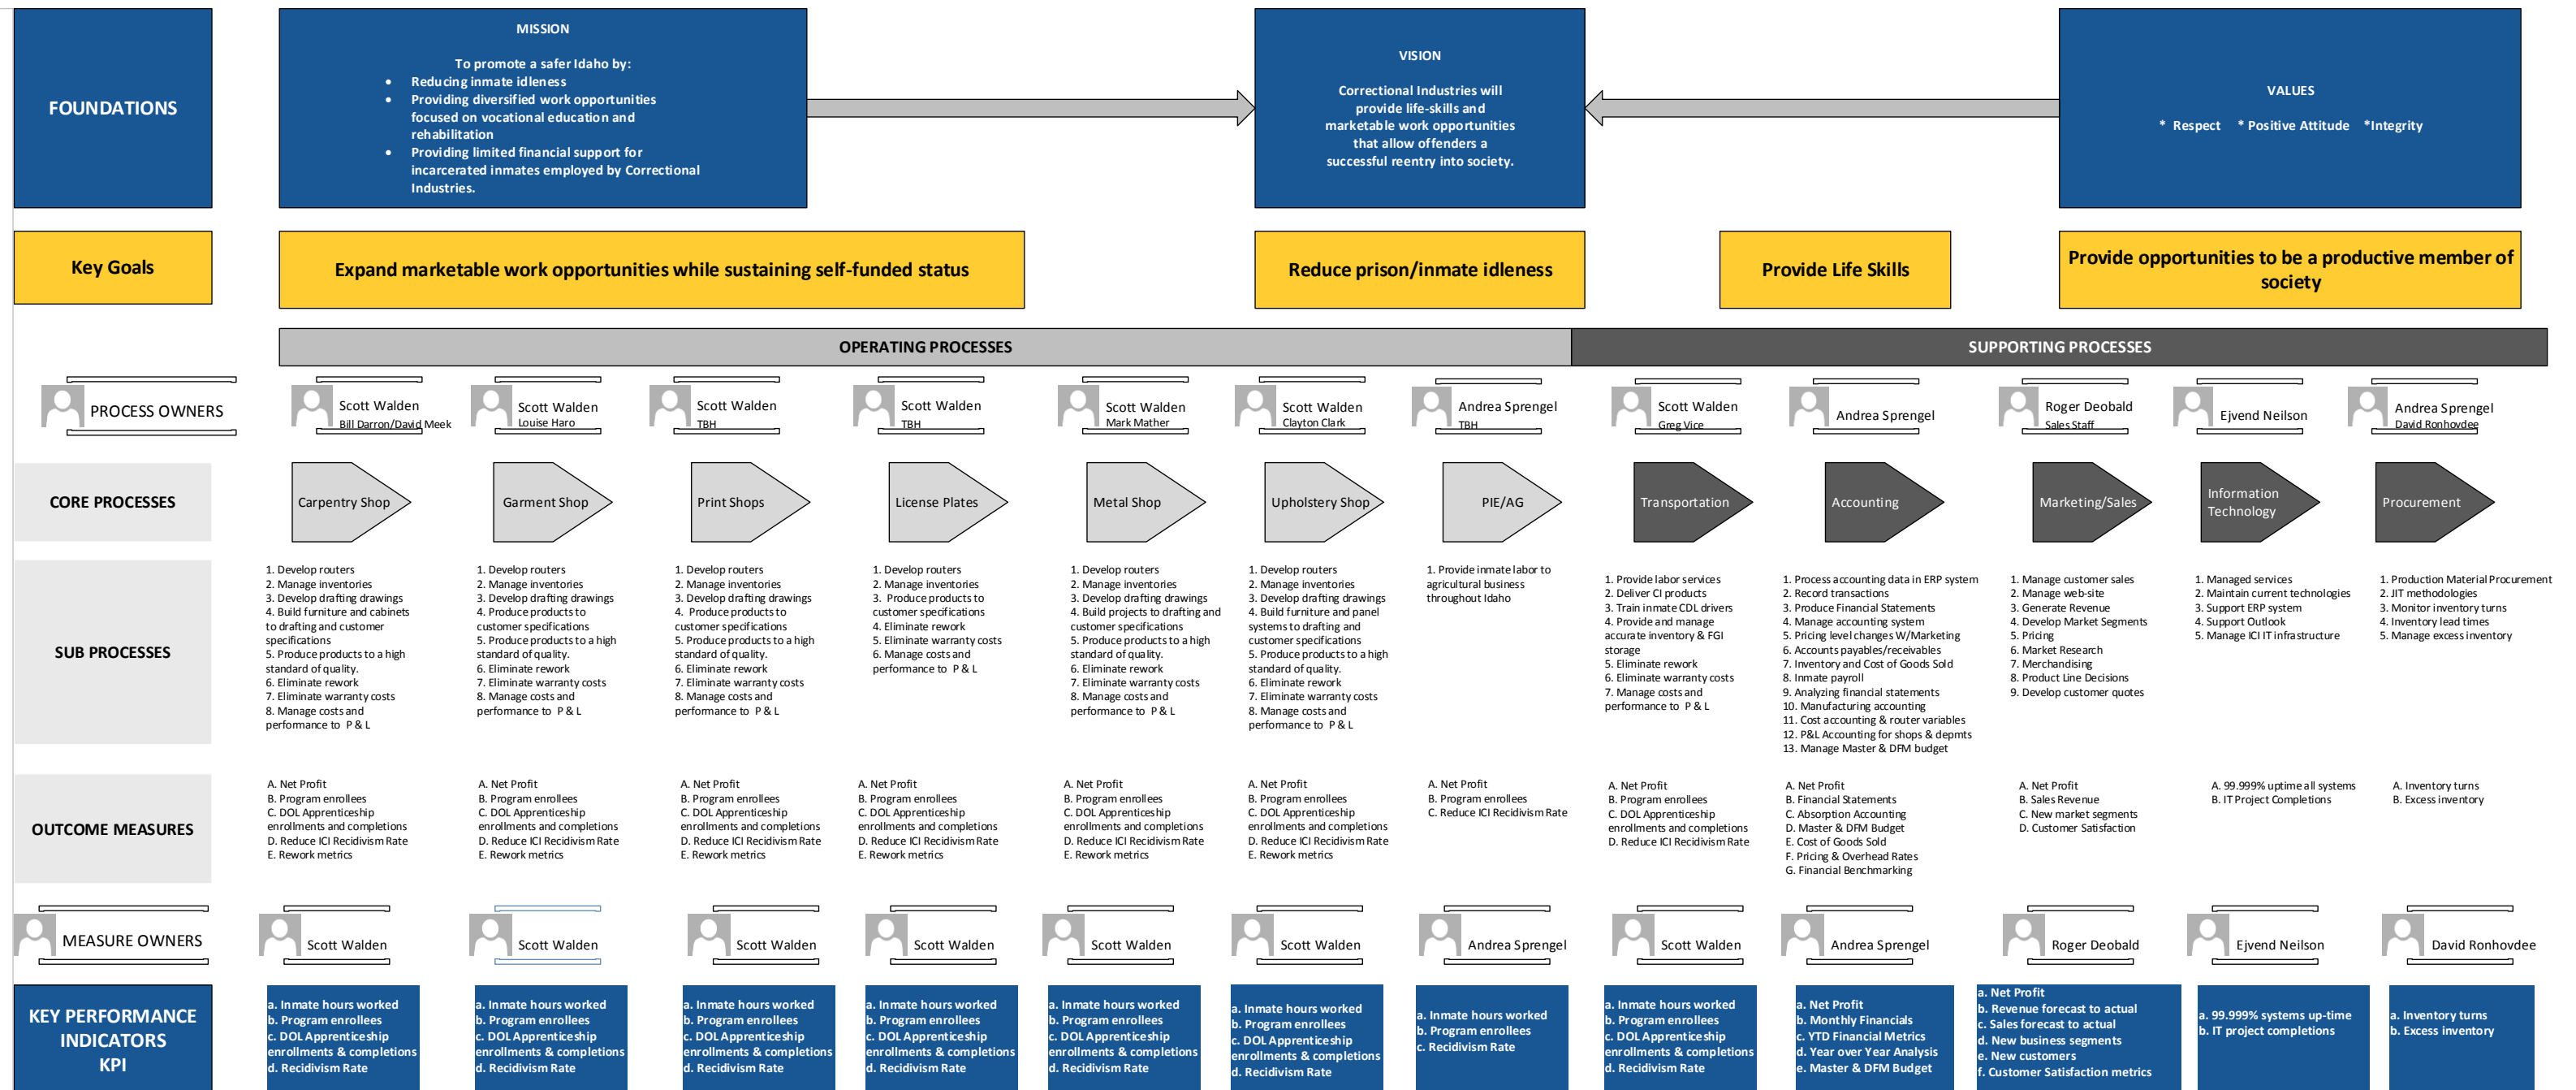 FOUNDATIONS
MISSION
To promote a safer Idaho by:
• Reducing inmate idleness
• Providing diversified work opportunities
focused on vocational education and
rehabilitation
• Providing limited financial support for
incarcerated inmates employed by Correctional
Industries.
VISION
Correctional Industries will
provide life-skills and
marketable work opportunities
that allow offenders a
successful reentry into society.
VALUES
* Respect * Positive Attitude *Integrity
Key Goals
Expand marketable work opportunities while sustaining self-funded status
Reduce prison/inmate idleness
Provide Life Skills
Provide opportunities to be a productive member of
society
OPERATING PROCESSES
SUPPORTING PROCESSES
PROCESS OWNERS
Scott Walden
Bill Darron/David Meek
Scott Walden
Louise Haro
Scott Walden
TBH
Scott Walden
TBH
Scott Walden
Mark Mather
Scott Walden
Clayton Clark
Andrea Sprengel
TBH
Scott Walden
Greg Vice
Andrea Sprengel
Roger Deobald
Sales Staff
Ejvend Neilson
Andrea Sprengel
David Ronhovdee
CORE PROCESSES
Carpentry Shop
Garment Shop
Print Shops
License Plates
Metal Shop
Upholstery Shop
PIE/AG
Transportation
Accounting
Marketing/Sales
Information
Technology
Procurement
SUB PROCESSES
1. Develop routers
2. Manage inventories
3. Develop drafting drawings
4. Build furniture and cabinets
to drafting and customer
specifications
5. Produce products to a high
standard of quality.
6. Eliminate rework
7. Eliminate warranty costs
8. Manage costs and
performance to P & L
1. Develop routers
2. Manage inventories
3. Develop drafting drawings
4. Produce products to
customer specifications
5. Produce products to a high
standard of quality.
6. Eliminate rework
7. Eliminate warranty costs
8. Manage costs and
performance to P & L
1. Develop routers
2. Manage inventories
3. Develop drafting drawings
4. Produce products to
customer specifications
5. Produce products to a high
standard of quality.
6. Eliminate rework
7. Eliminate warranty costs
8. Manage costs and
performance to P & L
1. Develop routers
2. Manage inventories
3. Produce products to
customer specifications
4. Eliminate rework
5. Eliminate warranty costs
6. Manage costs and
performance to P & L
1. Develop routers
2. Manage inventories
3. Develop drafting drawings
4. Build projects to drafting and
customer specifications
5. Produce products to a high
standard of quality.
6. Eliminate rework
7. Eliminate warranty costs
8. Manage costs and
performance to P & L
1. Develop routers
2. Manage inventories
3. Develop drafting drawings
4. Build furniture and panel
systems to drafting and
customer specifications
5. Produce products to a high
standard of quality.
6. Eliminate rework
7. Eliminate warranty costs
8. Manage costs and
performance to P & L
1. Provide inmate labor to
agricultural business
throughout Idaho
1. Provide labor services
2. Deliver CI products
3. Train inmate CDL drivers
4. Provide and manage
accurate inventory & FGI
storage
5. Eliminate rework
6. Eliminate warranty costs
7. Manage costs and
performance to P & L
1. Process accounting data in ERP system
2. Record transactions
3. Produce Financial Statements
4. Manage accounting system
5. Pricing level changes W/Marketing
6. Accounts payables/receivables
7. Inventory and Cost of Goods Sold
8. Inmate payroll
9. Analyzing financial statements
10. Manufacturing accounting
11. Cost accounting & router variables
12. P&L Accounting for shops & depmts
13. Manage Master & DFM budget
1. Manage customer sales
2. Manage web-site
3. Generate Revenue
4. Develop Market Segments
5. Pricing
6. Market Research
7. Merchandising
8. Product Line Decisions
9. Develop customer quotes
1. Managed services
2. Maintain current technologies
3. Support ERP system
4. Support Outlook
5. Manage ICI IT infrastructure
1. Production Material Procurement
2. JIT methodologies
3. Monitor inventory turns
4. Inventory lead times
5. Manage excess inventory
OUTCOME MEASURES
A. Net Profit
B. Program enrollees
C. DOL Apprenticeship
enrollments and completions
D. Reduce ICI Recidivism Rate
E. Rework metrics
A. Net Profit
B. Program enrollees
C. DOL Apprenticeship
enrollments and completions
D. Reduce ICI Recidivism Rate
E. Rework metrics
A. Net Profit
B. Program enrollees
C. DOL Apprenticeship
enrollments and completions
D. Reduce ICI Recidivism Rate
E. Rework metrics
A. Net Profit
B. Program enrollees
C. DOL Apprenticeship
enrollments and completions
D. Reduce ICI Recidivism Rate
E. Rework metrics
A. Net Profit
B. Program enrollees
C. DOL Apprenticeship
enrollments and completions
D. Reduce ICI Recidivism Rate
E. Rework metrics
A. Net Profit
B. Program enrollees
C. DOL Apprenticeship
enrollments and completions
D. Reduce ICI Recidivism Rate
E. Rework metrics
A. Net Profit
B. Program enrollees
C. Reduce ICI Recidivism Rate
A. Net Profit
B. Program enrollees
C. DOL Apprenticeship
enrollments and completions
D. Reduce ICI Recidivism Rate
A. Net Profit
B. Financial Statements
C. Absorption Accounting
D. Master & DFM Budget
E. Cost of Goods Sold
F. Pricing & Overhead Rates
G. Financial Benchmarking
A. Net Profit
B. Sales Revenue
C. New market segments
D. Customer Satisfaction
A. 99.999% uptime all systems
B. IT Project Completions
A. Inventory turns
B. Excess inventory
MEASURE OWNERS
Scott Walden
Scott Walden
Scott Walden
Scott Walden
Scott Walden
Scott Walden
Andrea Sprengel
Scott Walden
Andrea Sprengel
Roger Deobald
Ejvend Neilson
David Ronhovdee
KEY PERFORMANCE
INDICATORS
KPI
a. Inmate hours worked
b. Program enrollees
c. DOL Apprenticeship
enrollments & completions
d. Recidivism Rate
a. Inmate hours worked
b. Program enrollees
c. DOL Apprenticeship
enrollments & completions
d. Recidivism Rate
a. Inmate hours worked
b. Program enrollees
c. DOL Apprenticeship
enrollments & completions
d. Recidivism Rate
a. Inmate hours worked
b. Program enrollees
c. DOL Apprenticeship
enrollments & completions
d. Recidivism Rate
a. Inmate hours worked
b. Program enrollees
c. DOL Apprenticeship
enrollments & completions
d. Recidivism Rate
a. Inmate hours worked
b. Program enrollees
c. DOL Apprenticeship
enrollments & completions
d. Recidivism Rate
a. Inmate hours worked
b. Program enrollees
c. Recidivism Rate
a. Inmate hours worked
b. Program enrollees
c. DOL Apprenticeship
enrollments & completions
d. Recidivism Rate
a. Net Profit
b. Monthly Financials
c. YTD Financial Metrics
d. Year over Year Analysis
e. Master & DFM Budget
a. Net Profit
b. Revenue forecast to actual
c. Sales forecast to actual
d. New business segments
e. New customers
f. Customer Satisfaction metrics
a. 99.999% systems up-time
b. IT project completions
a. Inventory turns
b. Excess inventory